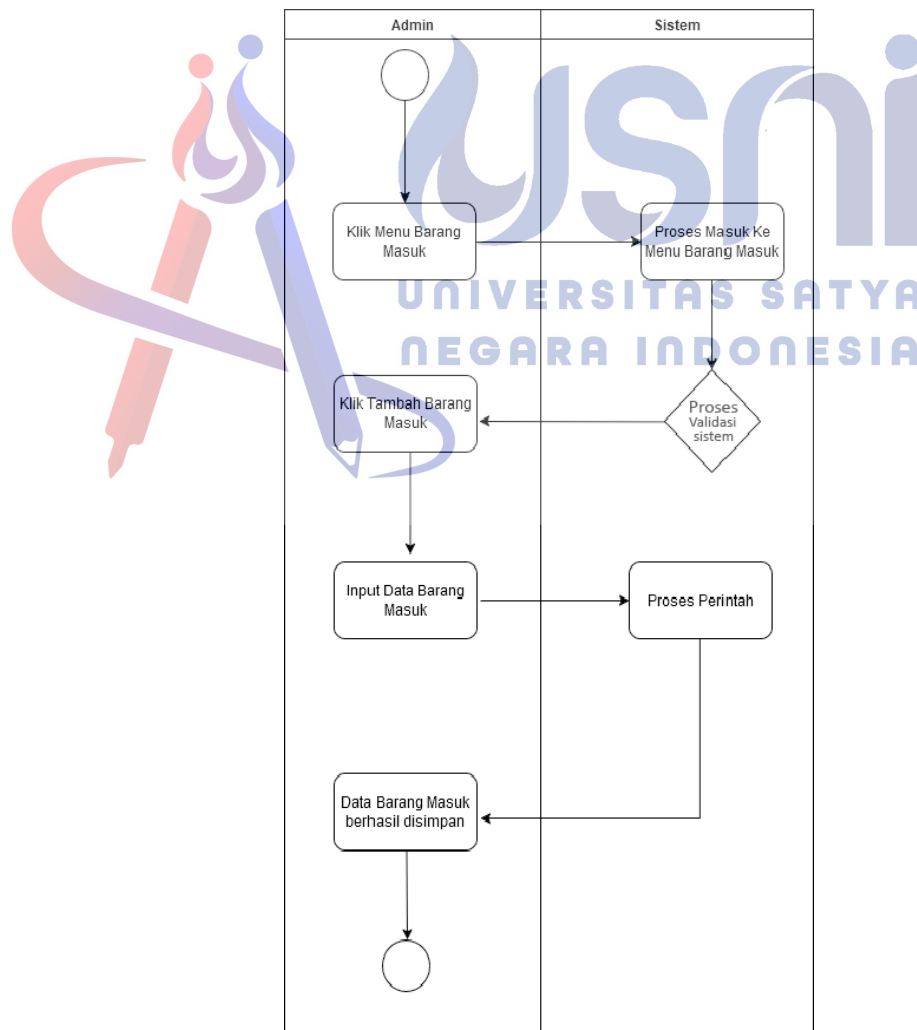 Admin
Sistem
usni
UNIVERSITAS SATYA
NEGARA INDONESIA
Klik Menu Barang
Masuk
Proses Masuk Ke
Menu Barang Masuk
Proses
Validasi
sistem
Klik Tambah Barang
Masuk
Input Data Barang
Masuk
Proses Perintah
Data Barang Masuk
berhasil disimpan